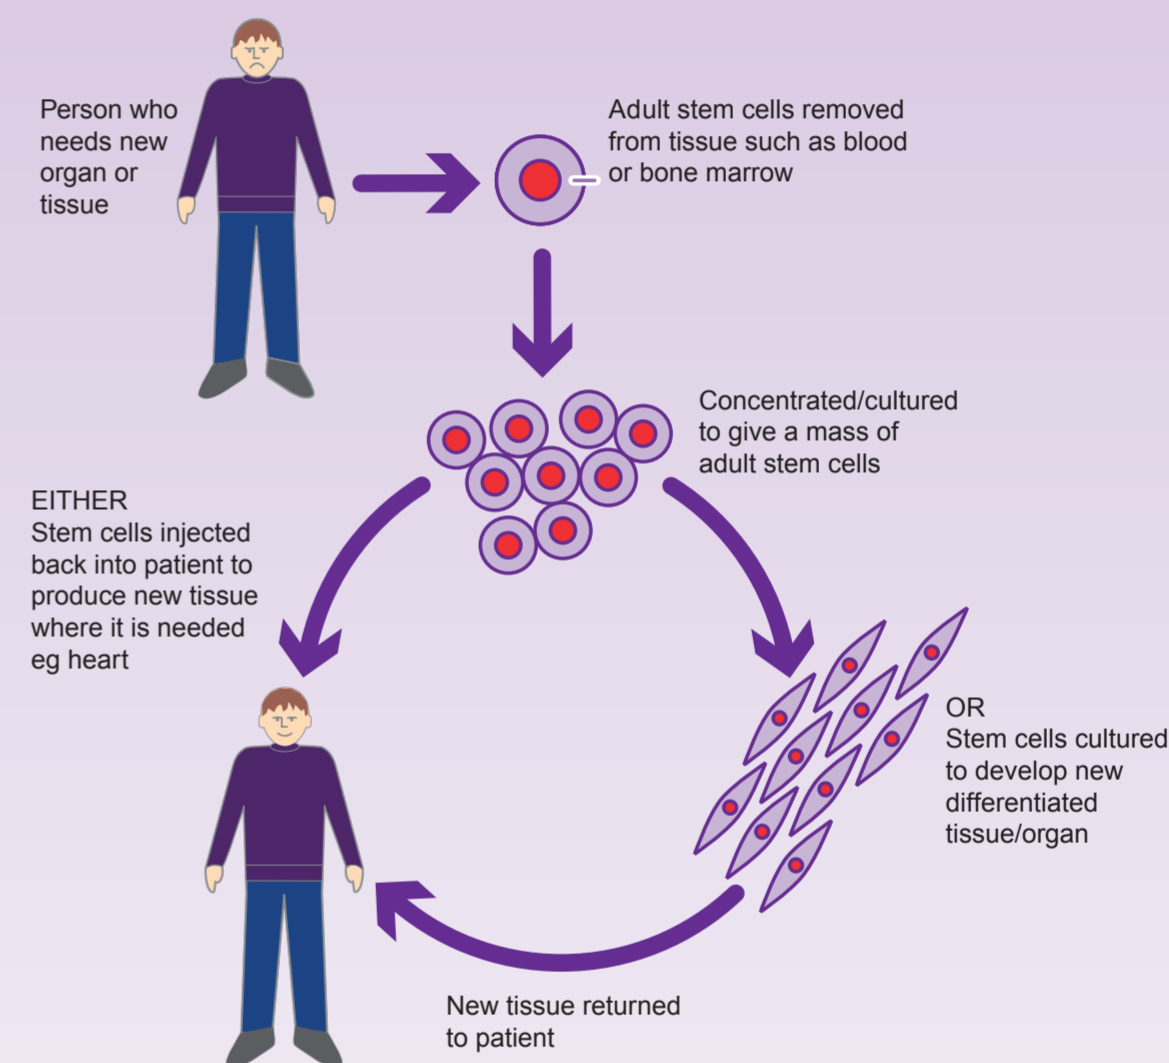 Person who
needs new
organ or
tissue
Adult stem cells removed
from tissue such as blood
or bone marrow
Concentrated/cultured
to give a mass of
adult stem cells
EITHER
Stem cells injected
back into patient to
produce new tissue
where it is needed
eg heart
OR
Stem cells cultured
to develop new
differentiated
tissue/organ
New tissue returned
to patient